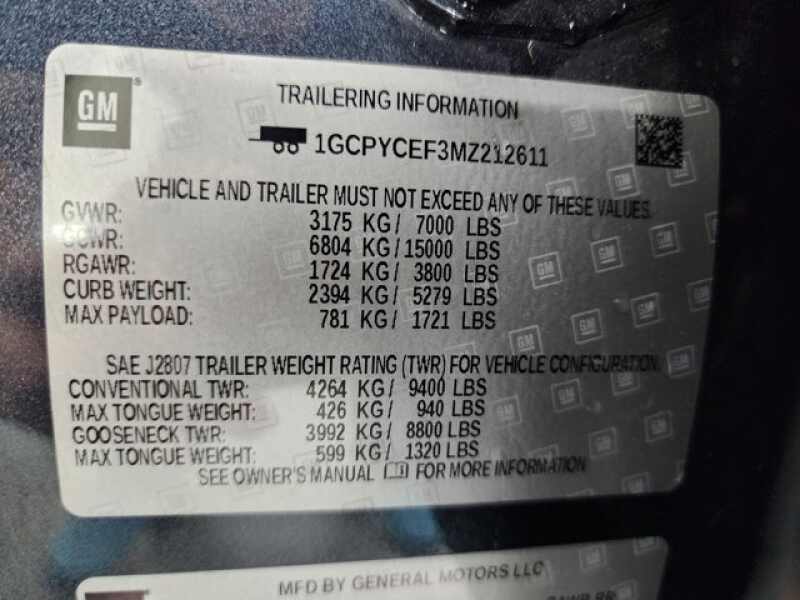 GM
TRAILERING INFORMATION
1GCPYCEF3MZ212611
VEHICLE AND TRAILER MUST NOT EXCEED ANY OF THESE VALUES.
GVWR: 3175 KG/ 7000 LBS
GCWR: 6804 KG/15000 LBS
RGAWR: 1724 KG/ 3800 LBS
CURB WEIGHT: 2394 KG/ 5279 LBS
MAX PAYLOAD: 781 KG/ 1721 LBS
SAE J2807 TRAILER WEIGHT RATING (TWR) FOR VEHICLE CONFIGURATION.
CONVENTIONAL TWR: 4264 KG/ 9400 LBS
MAX TONGUE WEIGHT: 426 KG/ 940 LBS
GOOSENECK TWR: 3992 KG/ 8800 LBS
MAX TONGUE WEIGHT: 599 KG/ 1320 LBS
SEE OWNER'S MANUAL FOR MORE INFORMATION
MFD BY GENERAL MOTORS LLC
GAWR RR